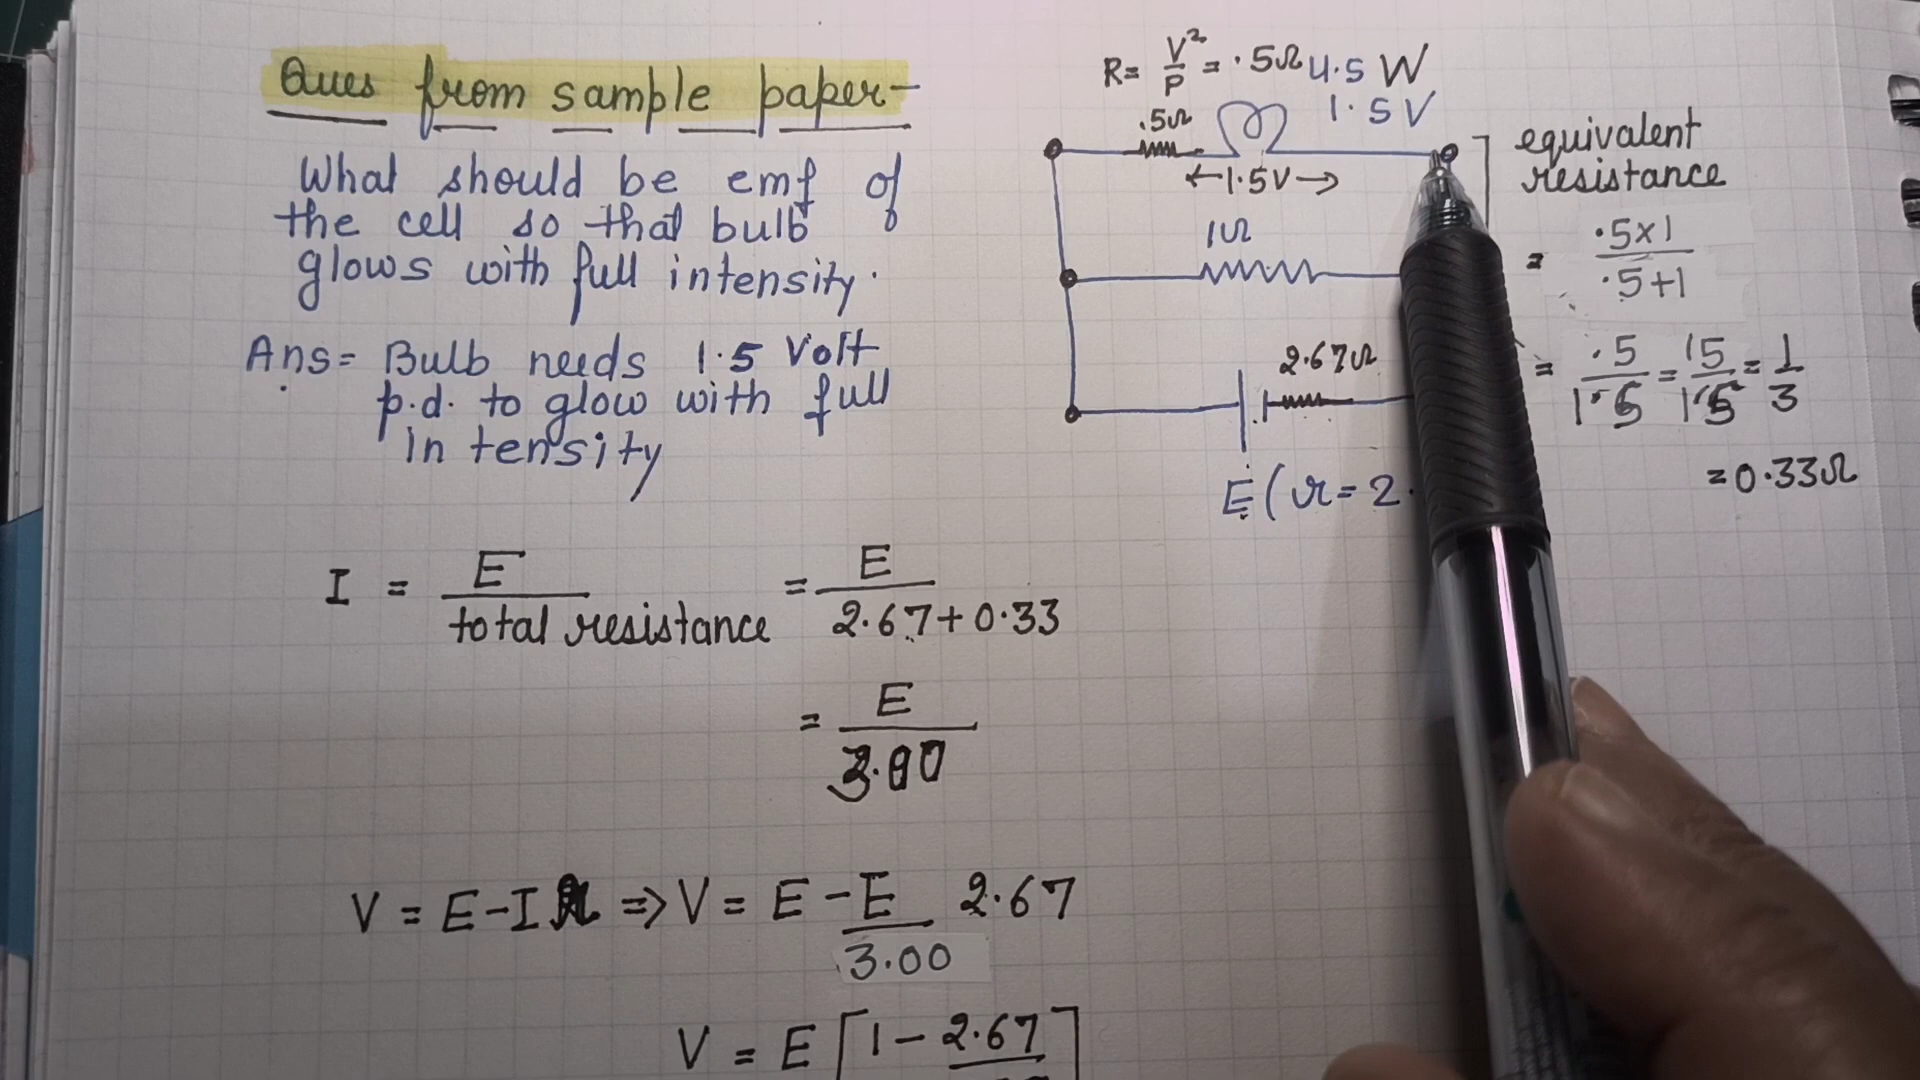 Ques from sample paper-
What should be emf of
the cell so that bulb
glows with full intensity.
Ans= Bulb needs 1.5 Volt
p.d. to glow with full
intensity
R= V²/P = .5Ω 4.5 W
1.5 V
.5Ω
←1.5V→
1Ω
2.67Ω
E (r= 2.
equivalent
resistance
= .5×1/.5+1
= .5/1.5 = 15/15 = 1/3
=0.33Ω
I = E/total resistance = E/2.67+0.33
= E/3.00
V = E-I r => V = E - E/3.00 2.67
V = E [1- 2.67